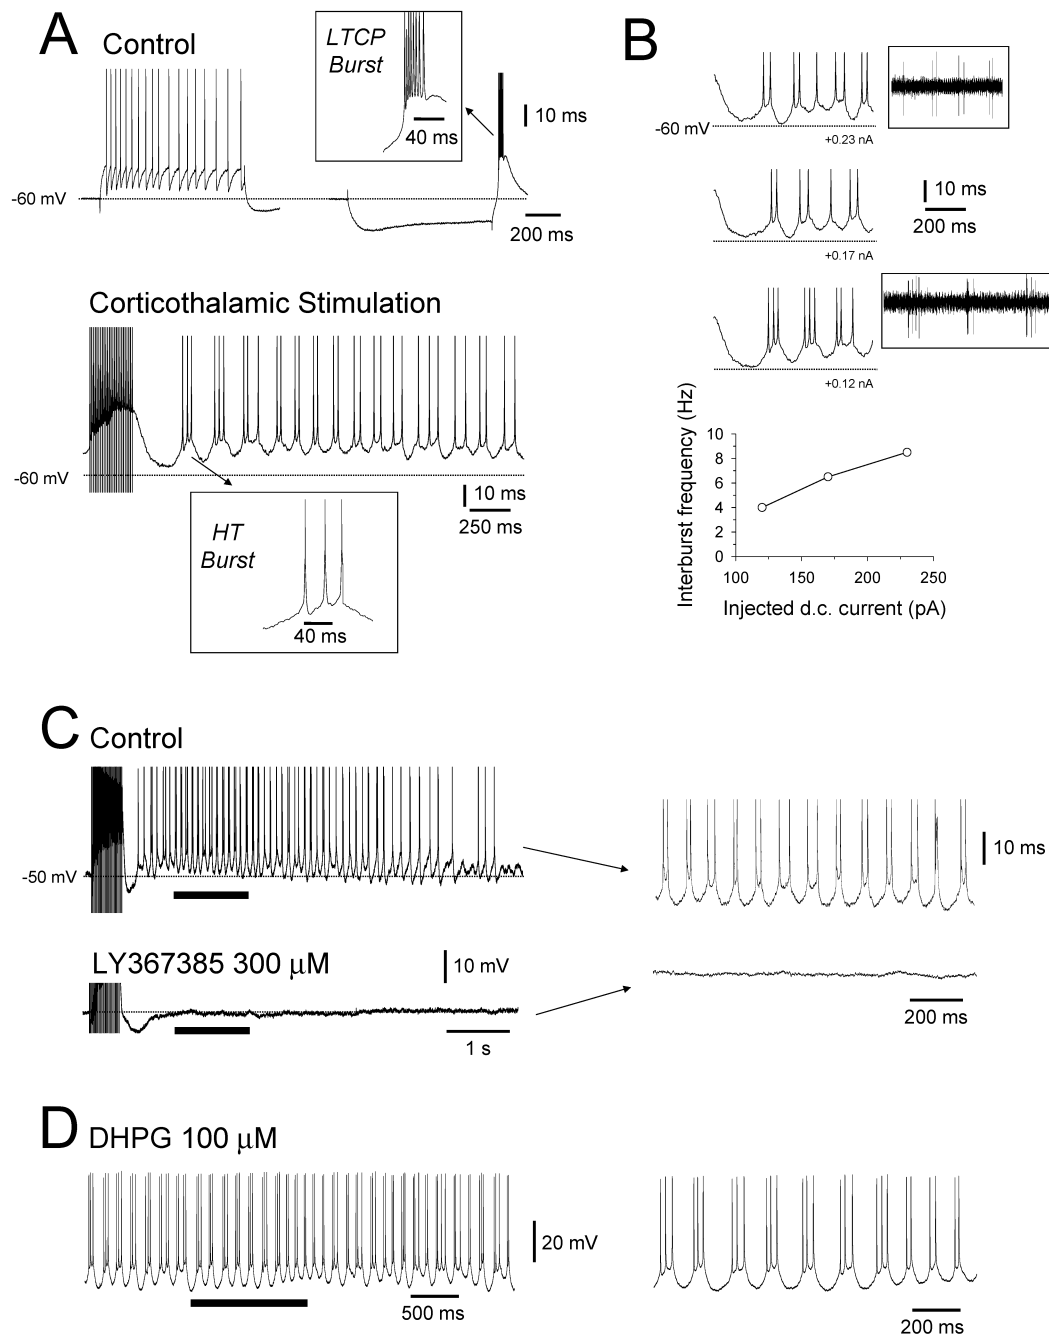 A
Control
LTCP
Burst
40 ms
10 ms
-60 mV
200 ms
Corticothalamic Stimulation
-60 mV
10 ms
250 ms
HT
Burst
40 ms
B
-60 mV
+0.23 nA
10 ms
200 ms
+0.17 nA
+0.12 nA
Interburst frequency (Hz)
10
8
6
4
2
0
100 150 200 250
Injected d.c. current (pA)
C
Control
-50 mV
10 ms
LY367385 300 μM
10 mV
1 s
200 ms
D
DHPG 100 μM
20 mV
500 ms
200 ms